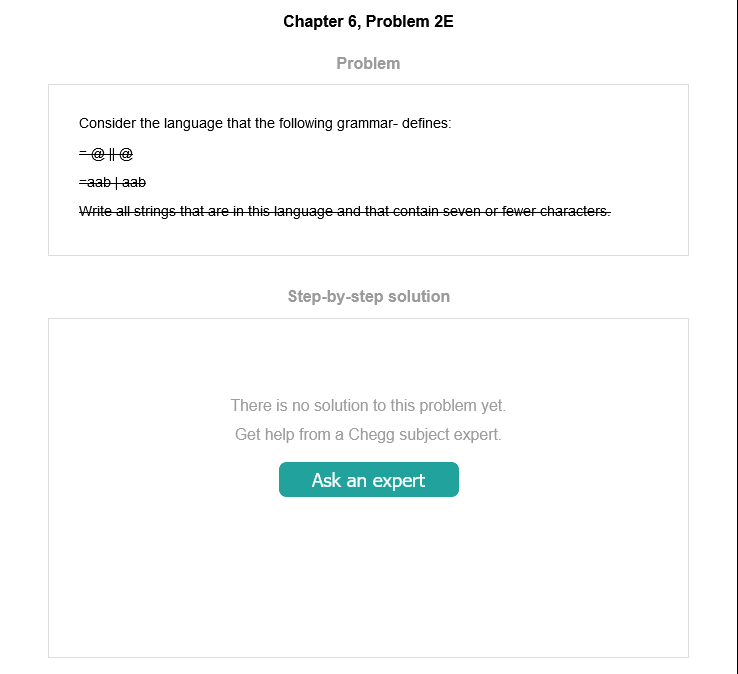 Chapter 6, Problem 2E
Problem
Consider the language that the following grammar- defines:
= @ || @
=aab | aab
Write all strings that are in this language and that contain seven or fewer characters.
Step-by-step solution
There is no solution to this problem yet.
Get help from a Chegg subject expert.
Ask an expert